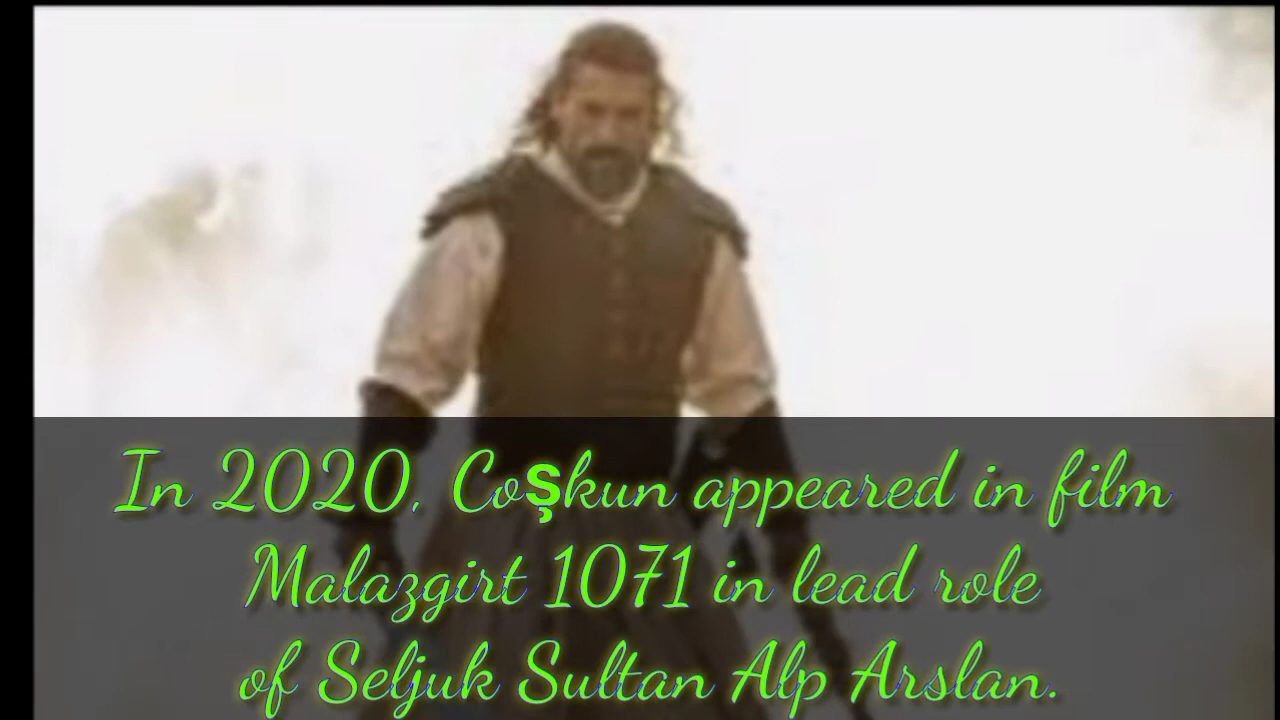 In 2020, Coşkun appeared in film
Malazgirt 1071 in lead role
of Seljuk Sultan Alp Arslan.